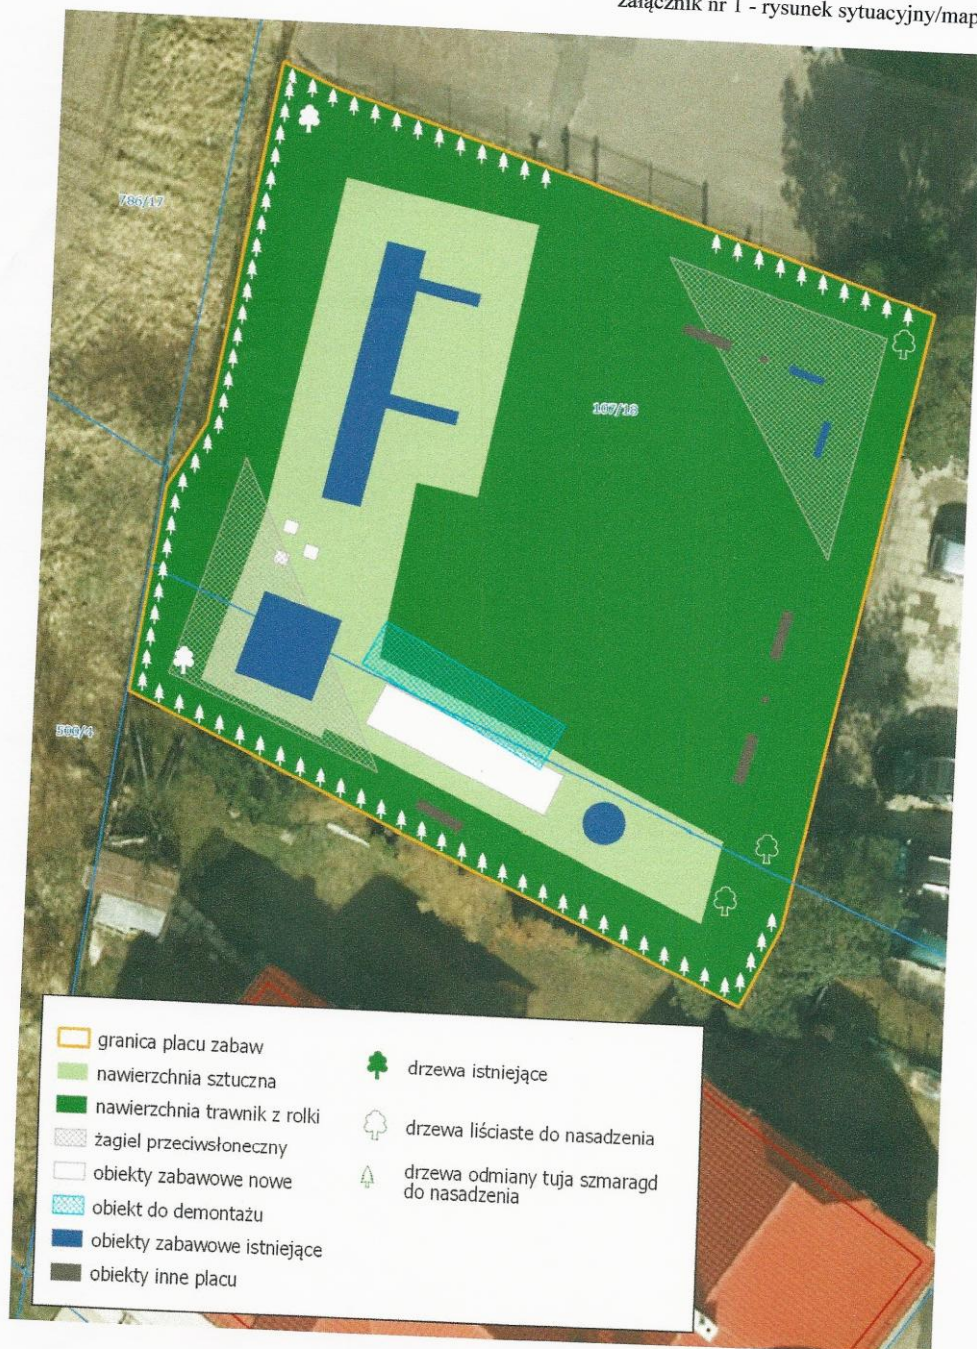 załącznik nr 1 - rysunek sytuacyjny/map
786/17
107/18
500/4
granica placu zabaw
nawierzchnia sztuczna
nawierzchnia trawnik z rolki
żagiel przeciwsłoneczny
obiekty zabawowe nowe
obiekt do demontażu
obiekty zabawowe istniejące
obiekty inne placu
drzewa istniejące
drzewa liściaste do nasadzenia
drzewa odmiany tuja szmaragd
do nasadzenia